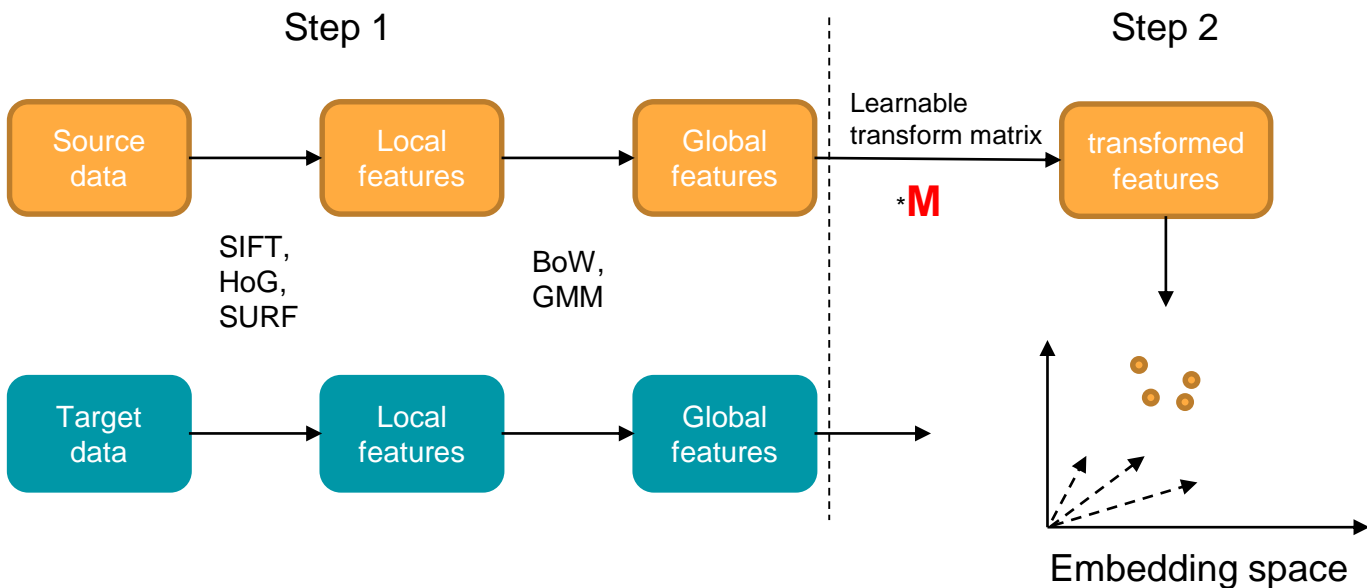 Step 1
Step 2
Source
data
Local
features
Global
features
Learnable
transform matrix
*M
transformed
features
SIFT,
HoG,
SURF
BoW,
GMM
Target
data
Local
features
Global
features
Embedding space